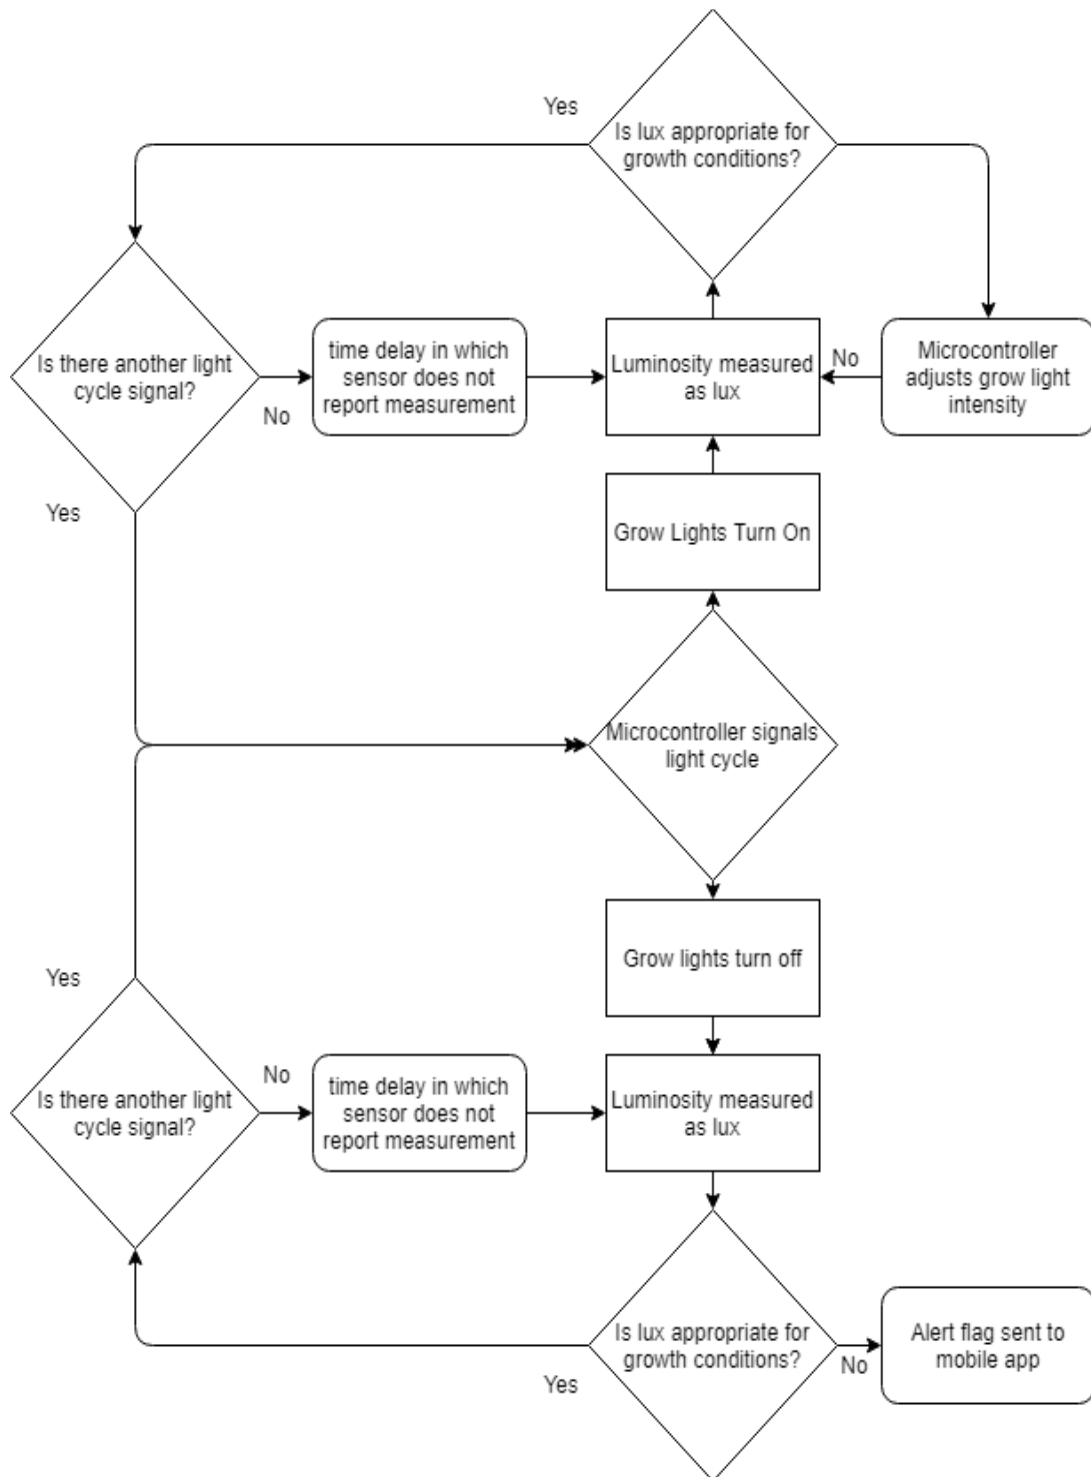 Yes
Is lux appropriate for
growth conditions?
Is there another light
cycle signal?
No
time delay in which
sensor does not
report measurement
Luminosity measured
as lux
No
Microcontroller
adjusts grow light
intensity
Yes
Grow Lights Turn On
Microcontroller signals
light cycle
Grow lights turn off
Yes
Is there another light
cycle signal?
No
time delay in which
sensor does not
report measurement
Luminosity measured
as lux
Is lux appropriate for
growth conditions?
Yes
No
Alert flag sent to
mobile app